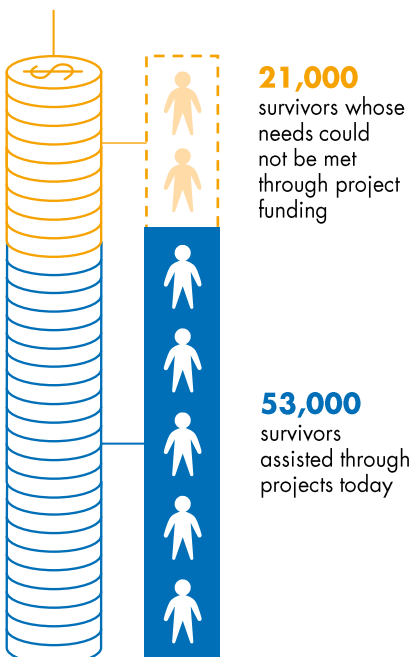 $
21,000
survivors whose
needs could
not be met
through project
funding
53,000
survivors
assisted through
projects today